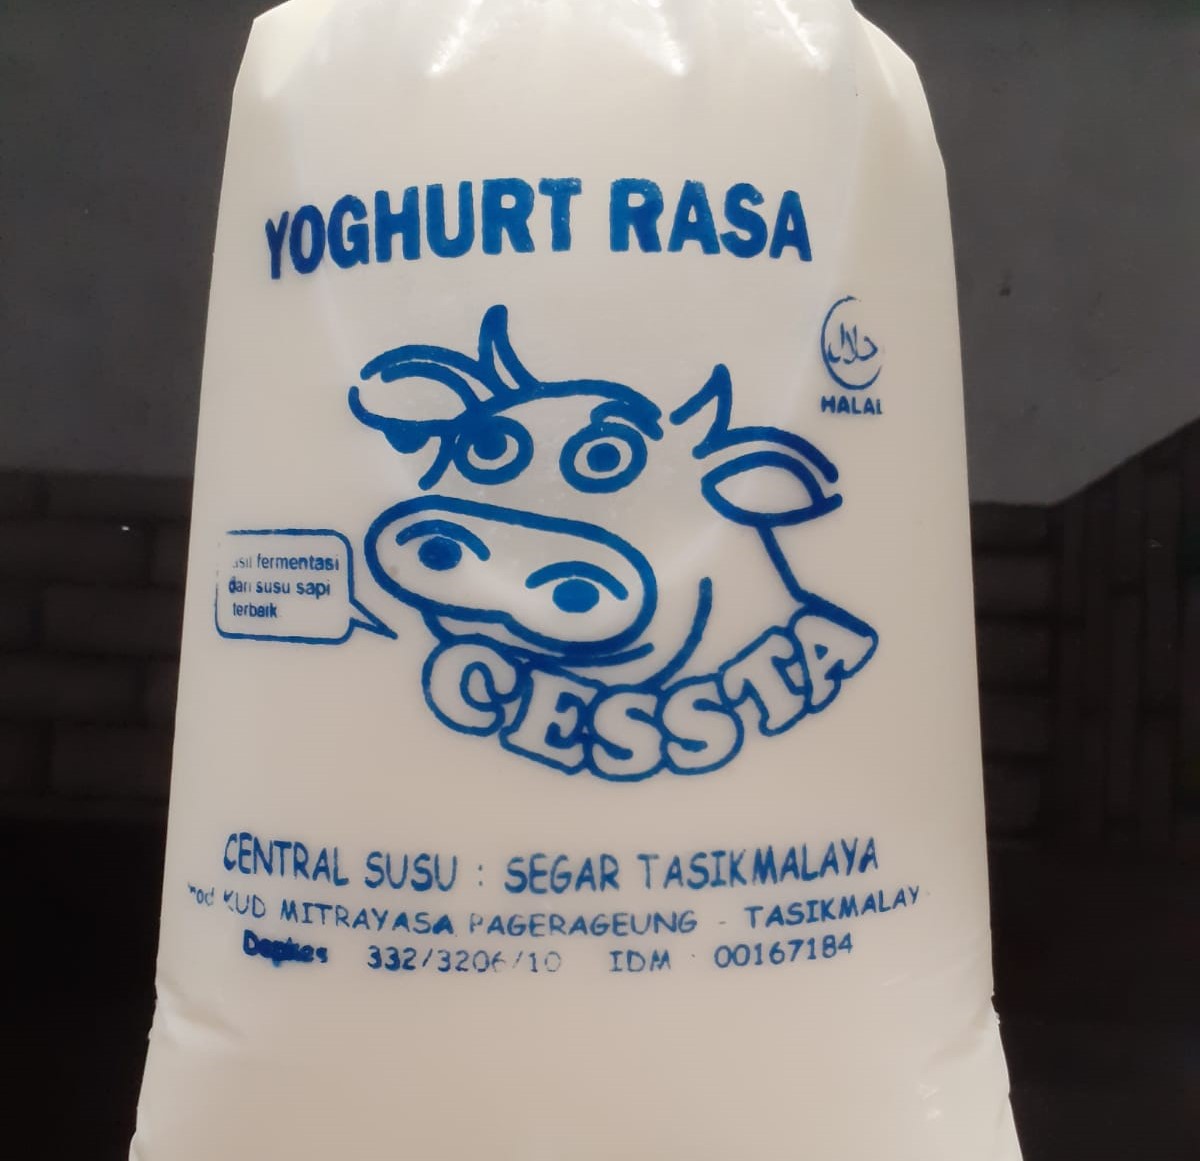 YOGHURT RASA
حلال
HALAL
fermentasi
dari susu sapi
terbaik
CESSTA
CENTRAL SUSU : SEGAR TASIKMALAYA
KUD MITRAYASA PAGERAGEUNG - TASIKMALAY
Depkes 332/3206/10 IDM 00167184